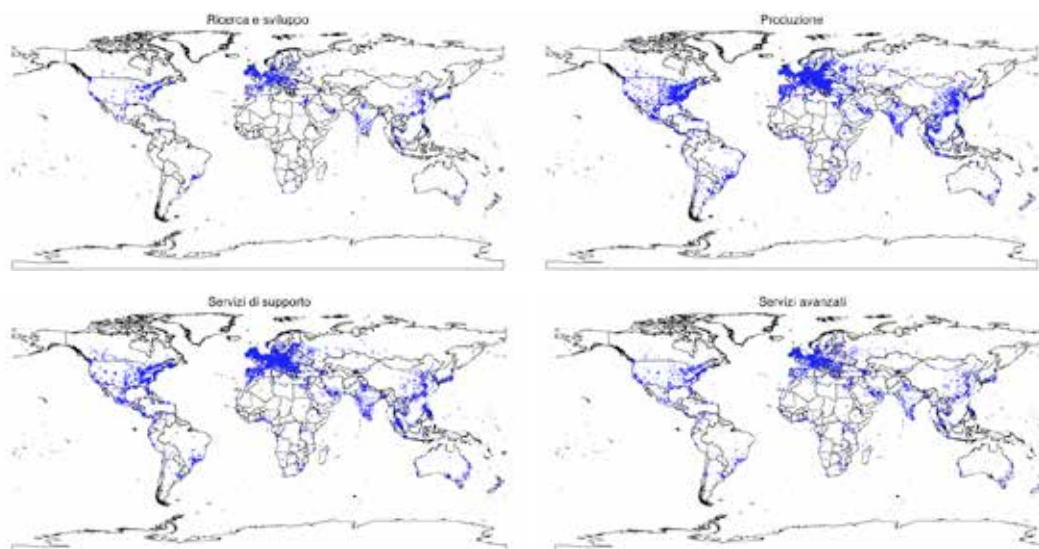 Ricerca e sviluppo
Produzione
Servizi di supporto
Servizi avanzati